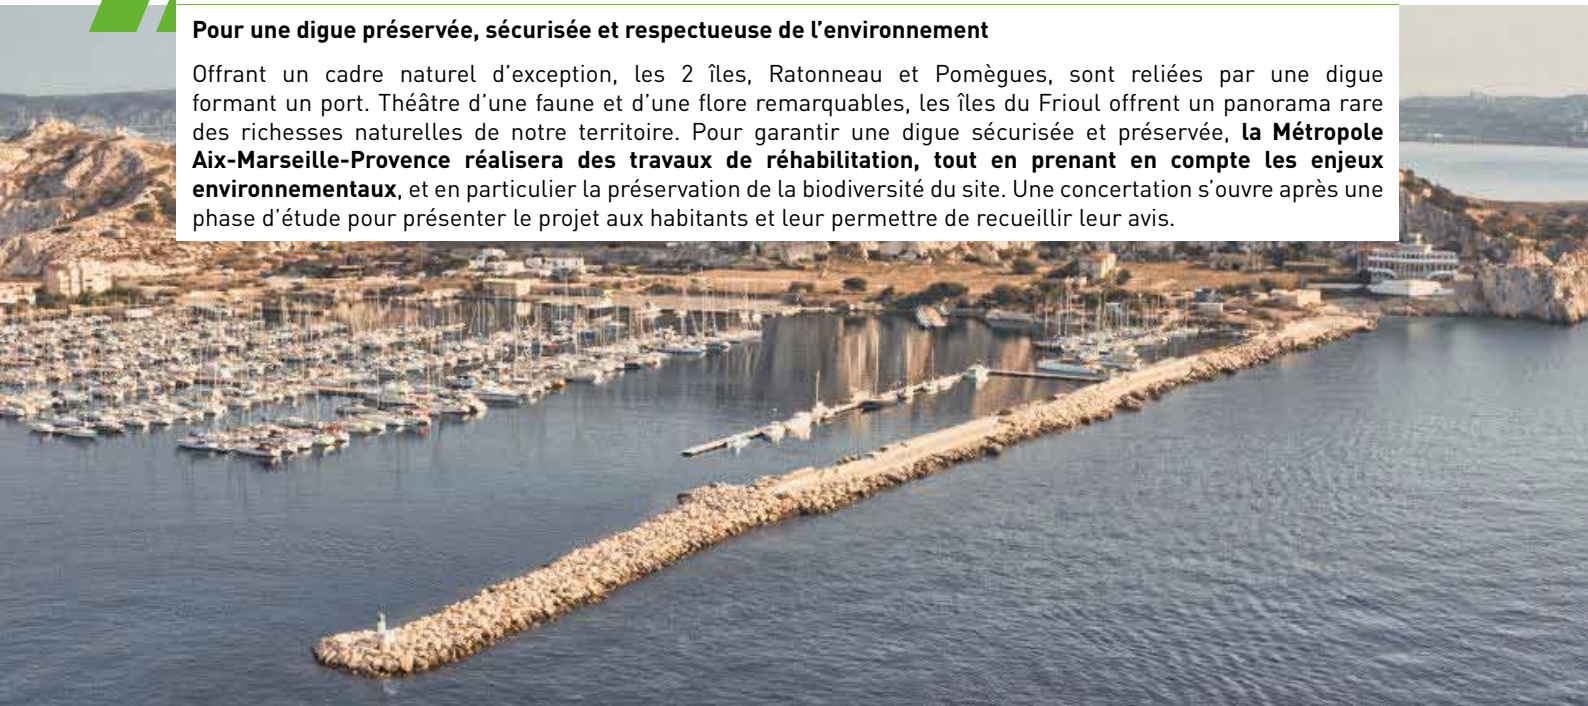 Pour une digue préservée, sécurisée et respectueuse de l'environnement
Offrant un cadre naturel d'exception, les 2 îles, Ratonneau et Pomègues, sont reliées par une digue
formant un port. Théâtre d'une faune et d'une flore remarquables, les îles du Frioul offrent un panorama rare
des richesses naturelles de notre territoire. Pour garantir une digue sécurisée et préservée, la Métropole
Aix-Marseille-Provence réalisera des travaux de réhabilitation, tout en prenant en compte les enjeux
environnementaux, et en particulier la préservation de la biodiversité du site. Une concertation s'ouvre après une
phase d'étude pour présenter le projet aux habitants et leur permettre de recueillir leur avis.